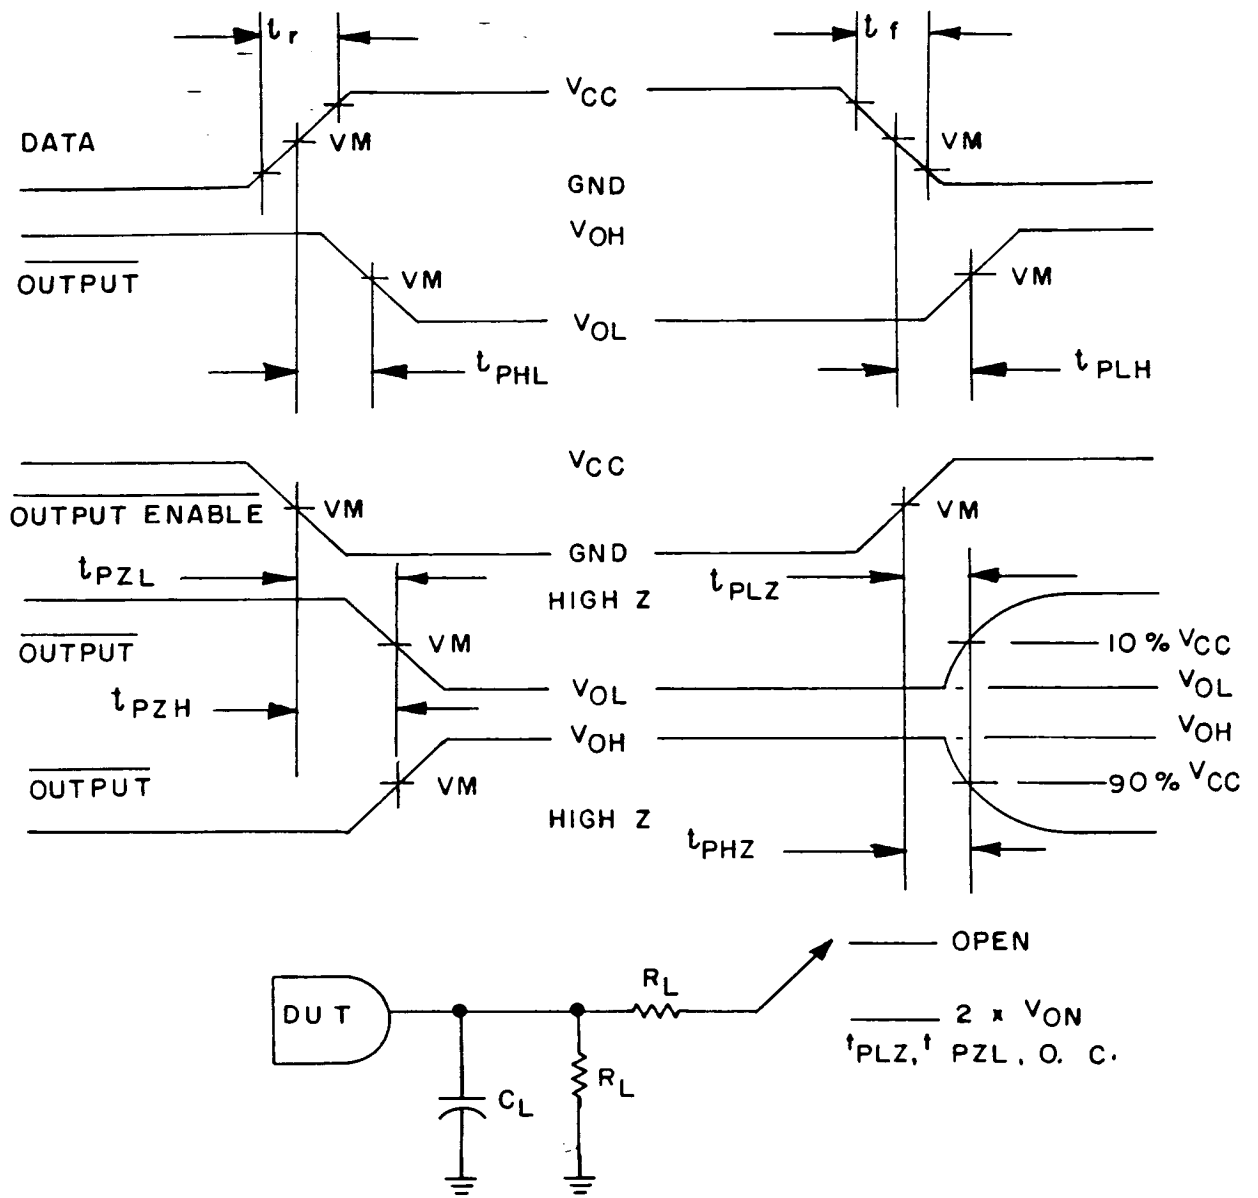 tr tf
VCC
DATA VM VM
GND
VOH
OUTPUT VM VM
VOL
tPHL tPLH
VCC
OUTPUT ENABLE VM VM
GND
tPZL tPLZ
HIGH Z
OUTPUT VM 10% VCC
VOL VOL
tPZH
VOH VOH
OUTPUT VM 90% VCC
HIGH Z
tPHZ
OPEN
RL
DUT 2 x VON
tPLZ, t PZL, O. C.
RL
CL